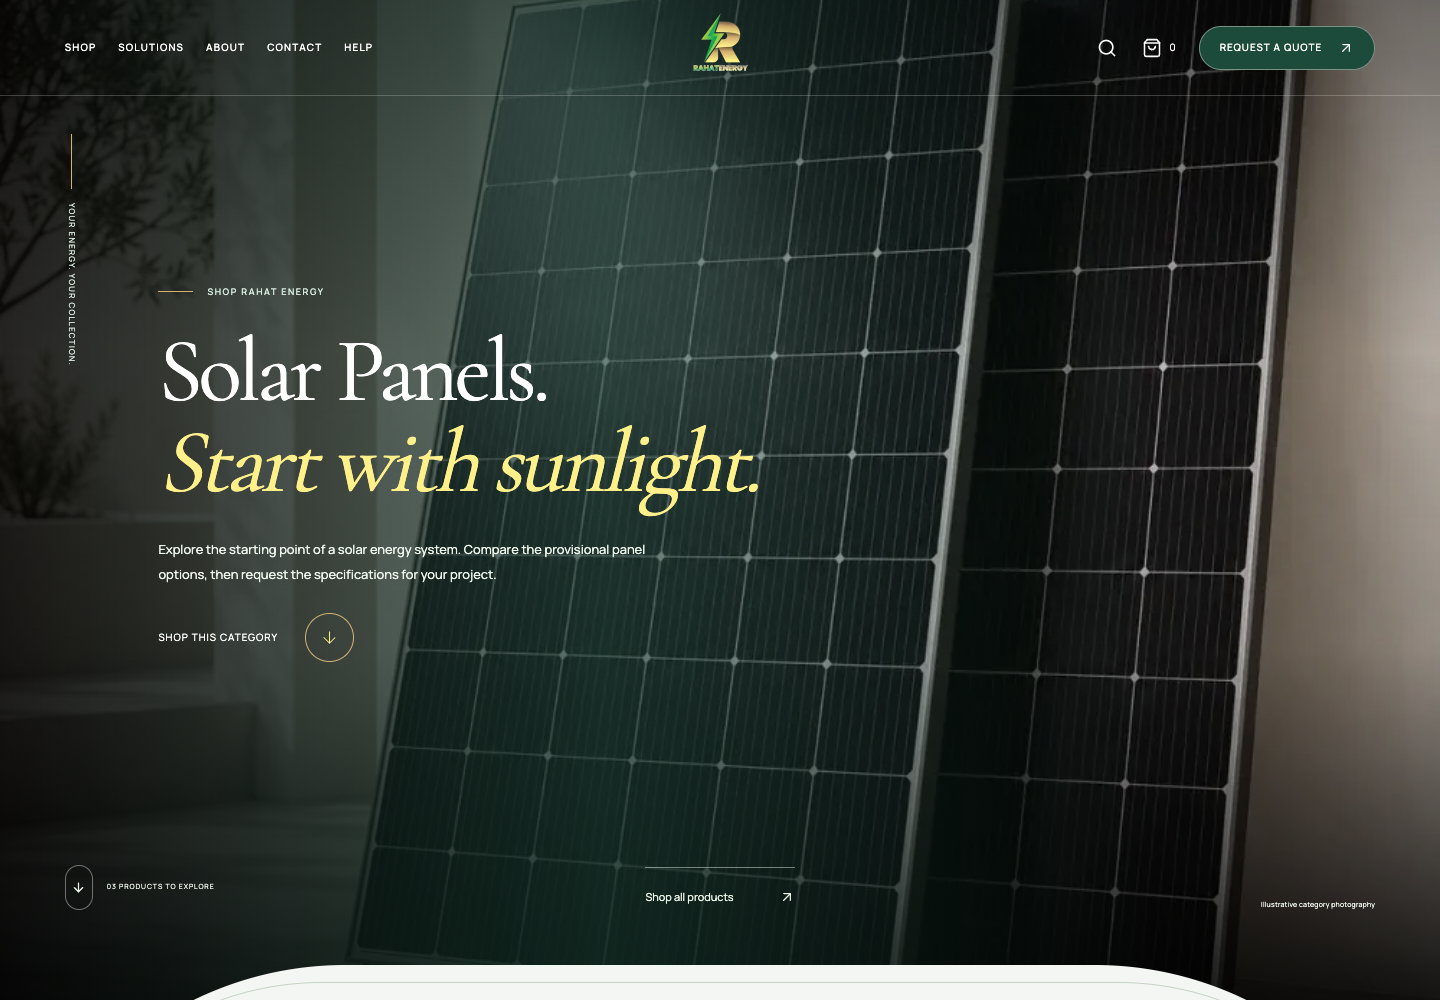 SHOP
SOLUTIONS
ABOUT
CONTACT
HELP
RAHATENERGY
0
REQUEST A QUOTE
YOUR ENERGY. YOUR COLLECTION.
SHOP RAHAT ENERGY
Solar Panels.
Start with sunlight.
Explore the starting point of a solar energy system. Compare the provisional panel
options, then request the specifications for your project.
SHOP THIS CATEGORY
03 PRODUCTS TO EXPLORE
Shop all products
Illustrative category photography